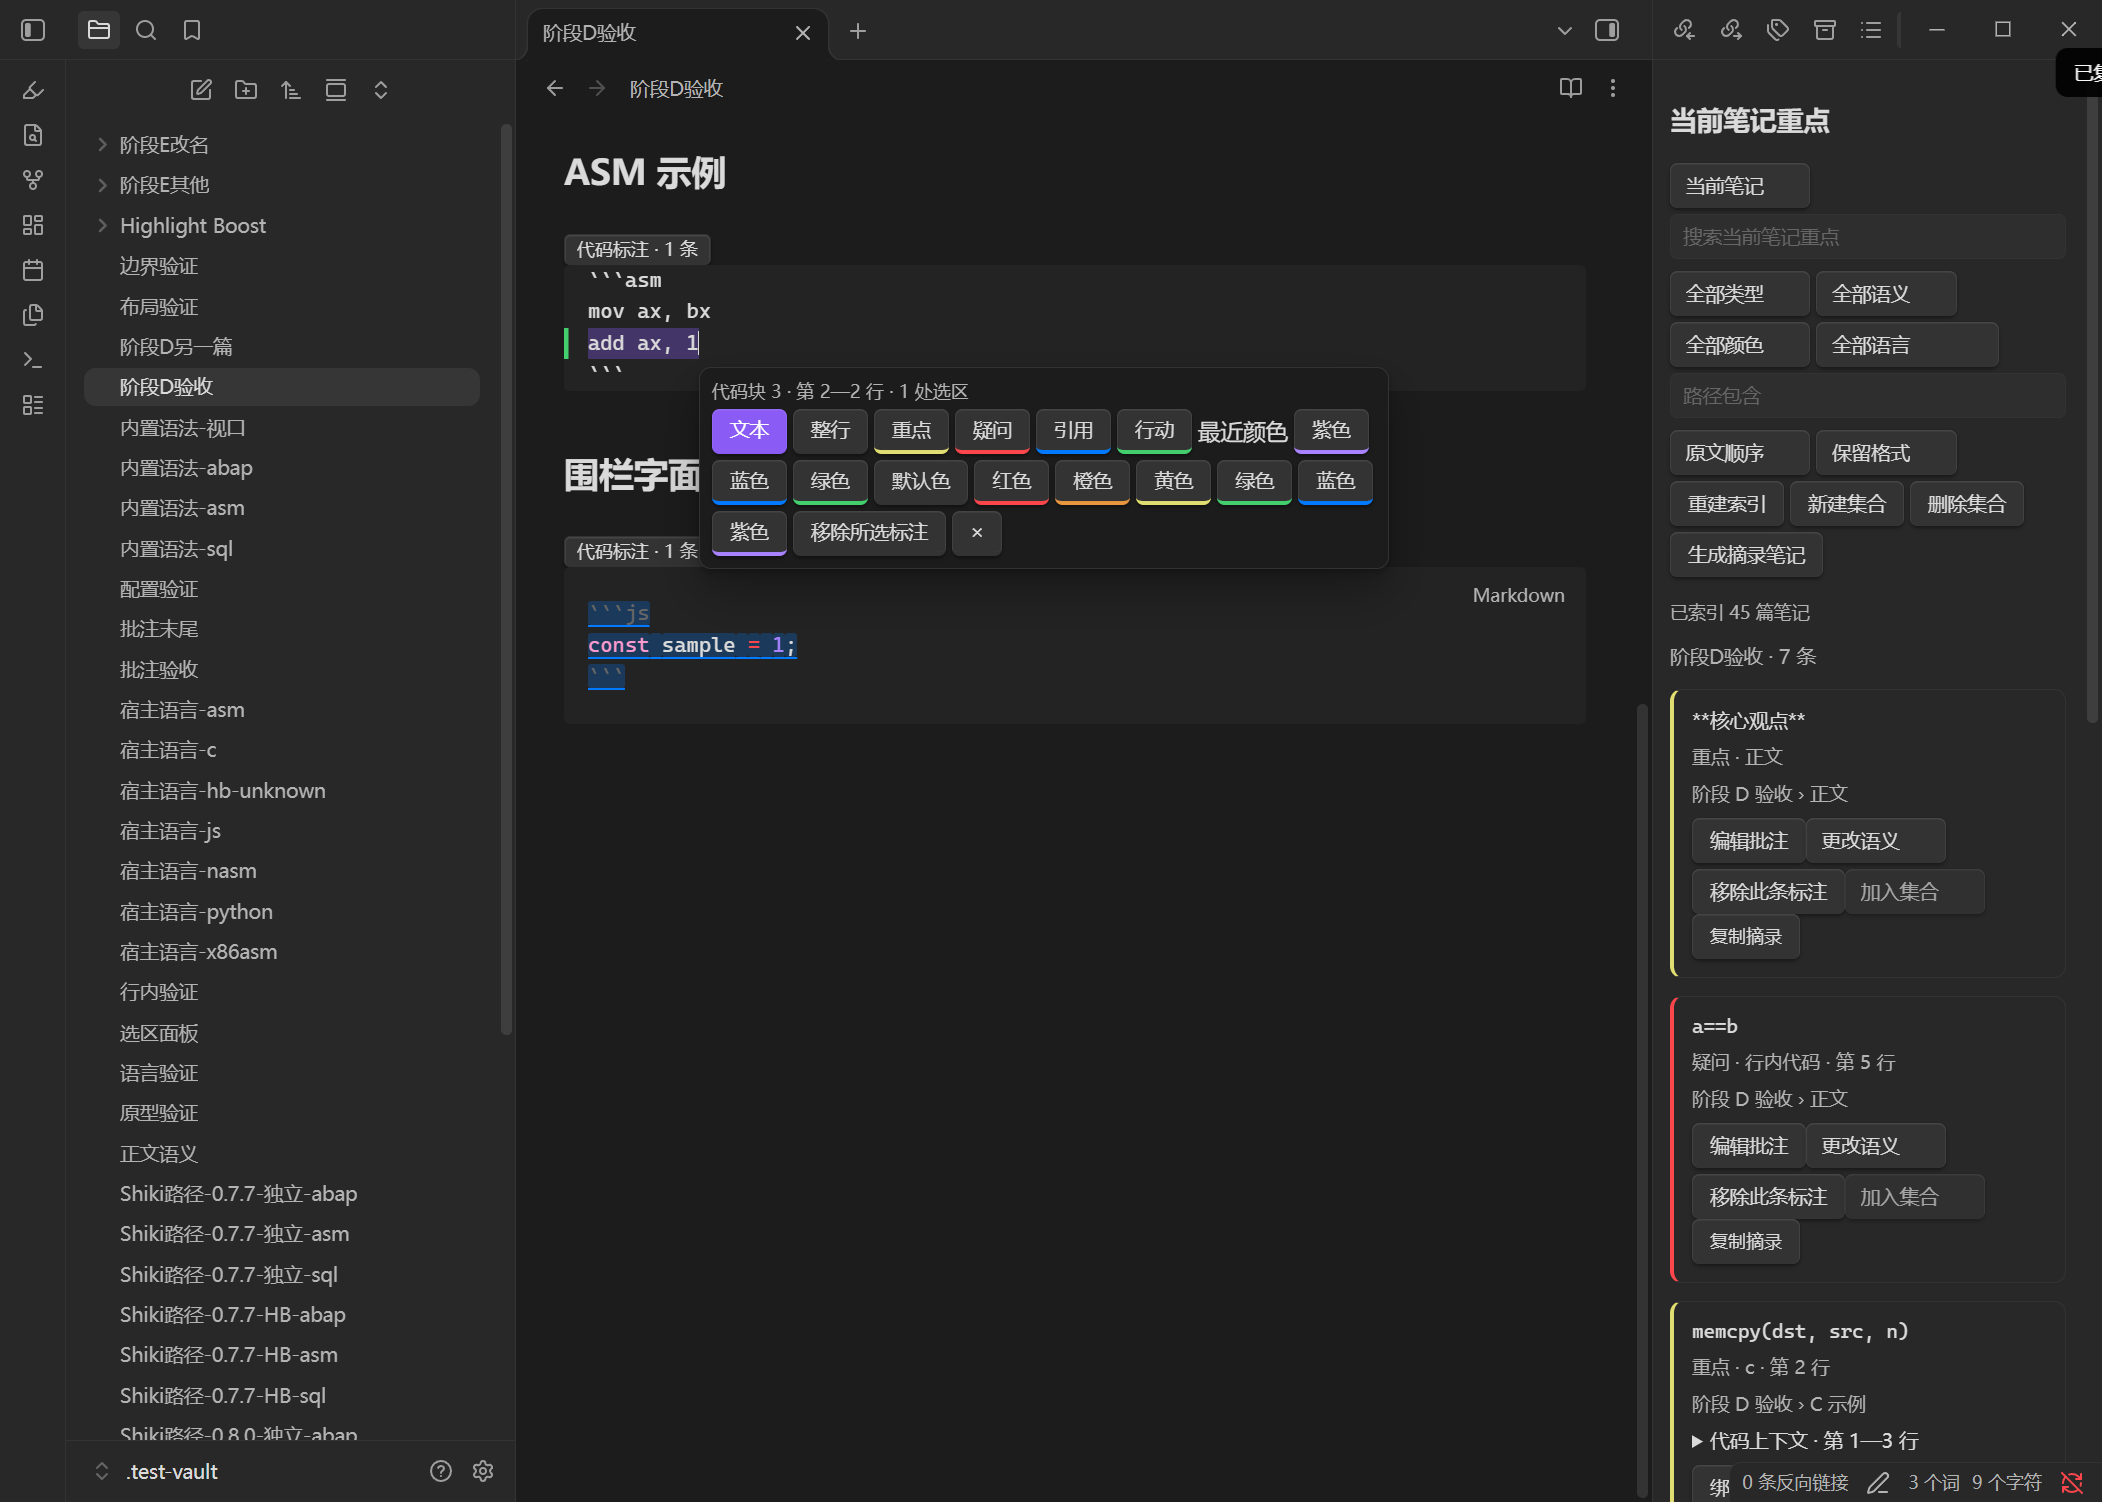 阶段D验收
已复
阶段D验收
阶段E改名
阶段E其他
Highlight Boost
边界验证
布局验证
阶段D另一篇
阶段D验收
内置语法-视口
内置语法-abap
内置语法-asm
内置语法-sql
配置验证
批注末尾
批注验收
宿主语言-asm
宿主语言-c
宿主语言-hb-unknown
宿主语言-js
宿主语言-nasm
宿主语言-python
宿主语言-x86asm
行内验证
选区面板
语言验证
原型验证
正文语义
Shiki路径-0.7.7-独立-abap
Shiki路径-0.7.7-独立-asm
Shiki路径-0.7.7-独立-sql
Shiki路径-0.7.7-HB-abap
Shiki路径-0.7.7-HB-asm
Shiki路径-0.7.7-HB-sql
Shiki路径-0.8.0-独立-abap
.test-vault
ASM 示例
代码标注 · 1 条
```asm
mov ax, bx
add ax, 1
```
代码块 3 · 第 2—2 行 · 1 处选区
文本 整行 重点 疑问 引用 行动 最近颜色 紫色
蓝色 绿色 默认色 红色 橙色 黄色 绿色 蓝色
紫色 移除所选标注 ×
围栏字面
代码标注 · 1 条
Markdown
```js
const sample = 1;
```
当前笔记重点
当前笔记
搜索当前笔记重点
全部类型 全部语义
全部颜色 全部语言
路径包含
原文顺序 保留格式
重建索引 新建集合 删除集合
生成摘录笔记
已索引 45 篇笔记
阶段D验收 · 7 条
**核心观点**
重点 · 正文
阶段 D 验收 › 正文
编辑批注 更改语义
移除此条标注 加入集合
复制摘录
a==b
疑问 · 行内代码 · 第 5 行
阶段 D 验收 › 正文
编辑批注 更改语义
移除此条标注 加入集合
复制摘录
memcpy(dst, src, n)
重点 · c · 第 2 行
阶段 D 验收 › C 示例
▶ 代码上下文 · 第 1—3 行
绑
0 条反向链接 3 个词 9 个字符